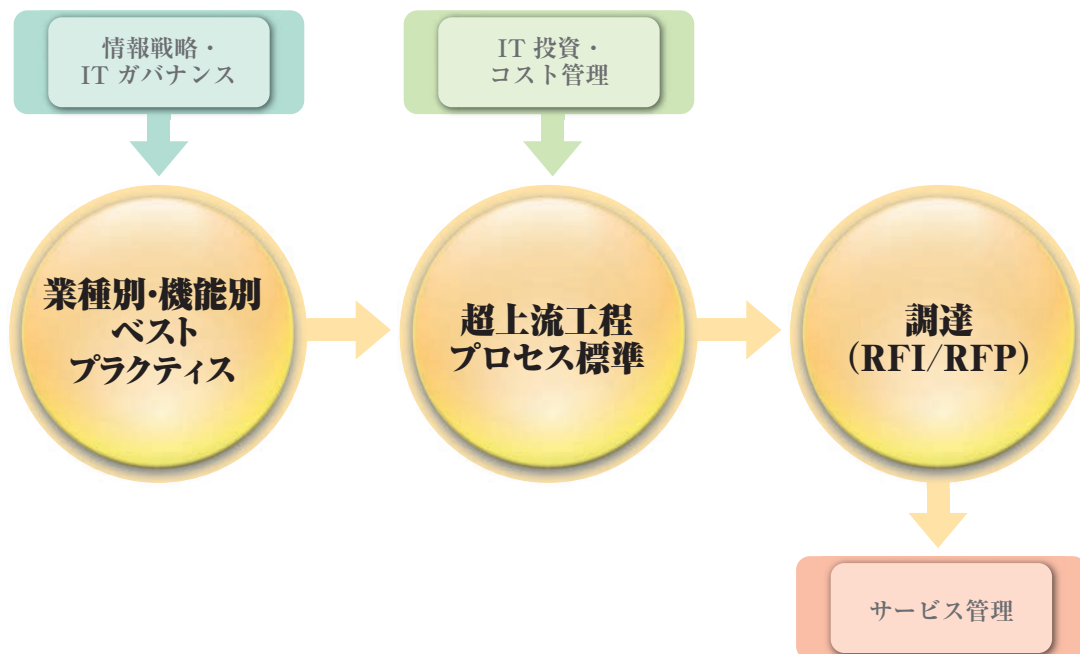 情報戦略・
IT ガバナンス
IT 投資・
コスト管理
業種別・機能別
ベスト
プラクティス
超上流工程
プロセス標準
調達
(RFI/RFP)
サービス管理